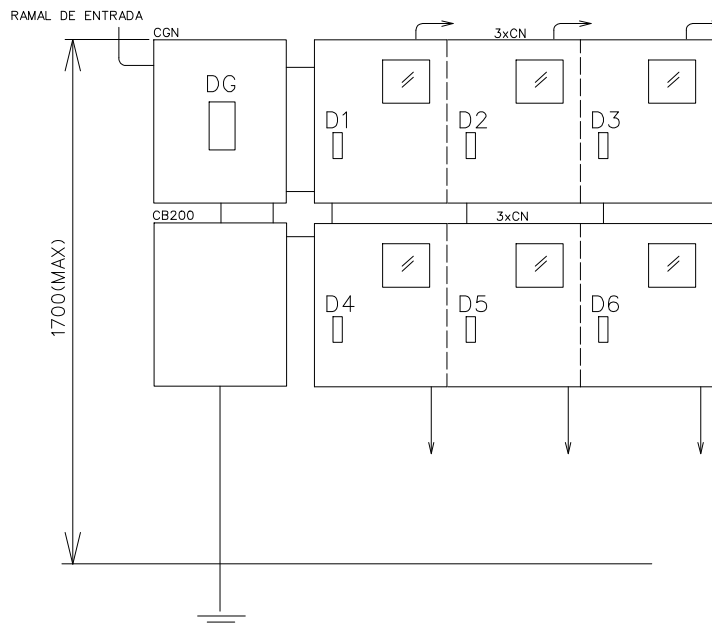 RAMAL DE ENTRADA
CGN
3xCN
DG
D1
D2
D3
CB200
3xCN
D4
D5
D6
1700(MAX)